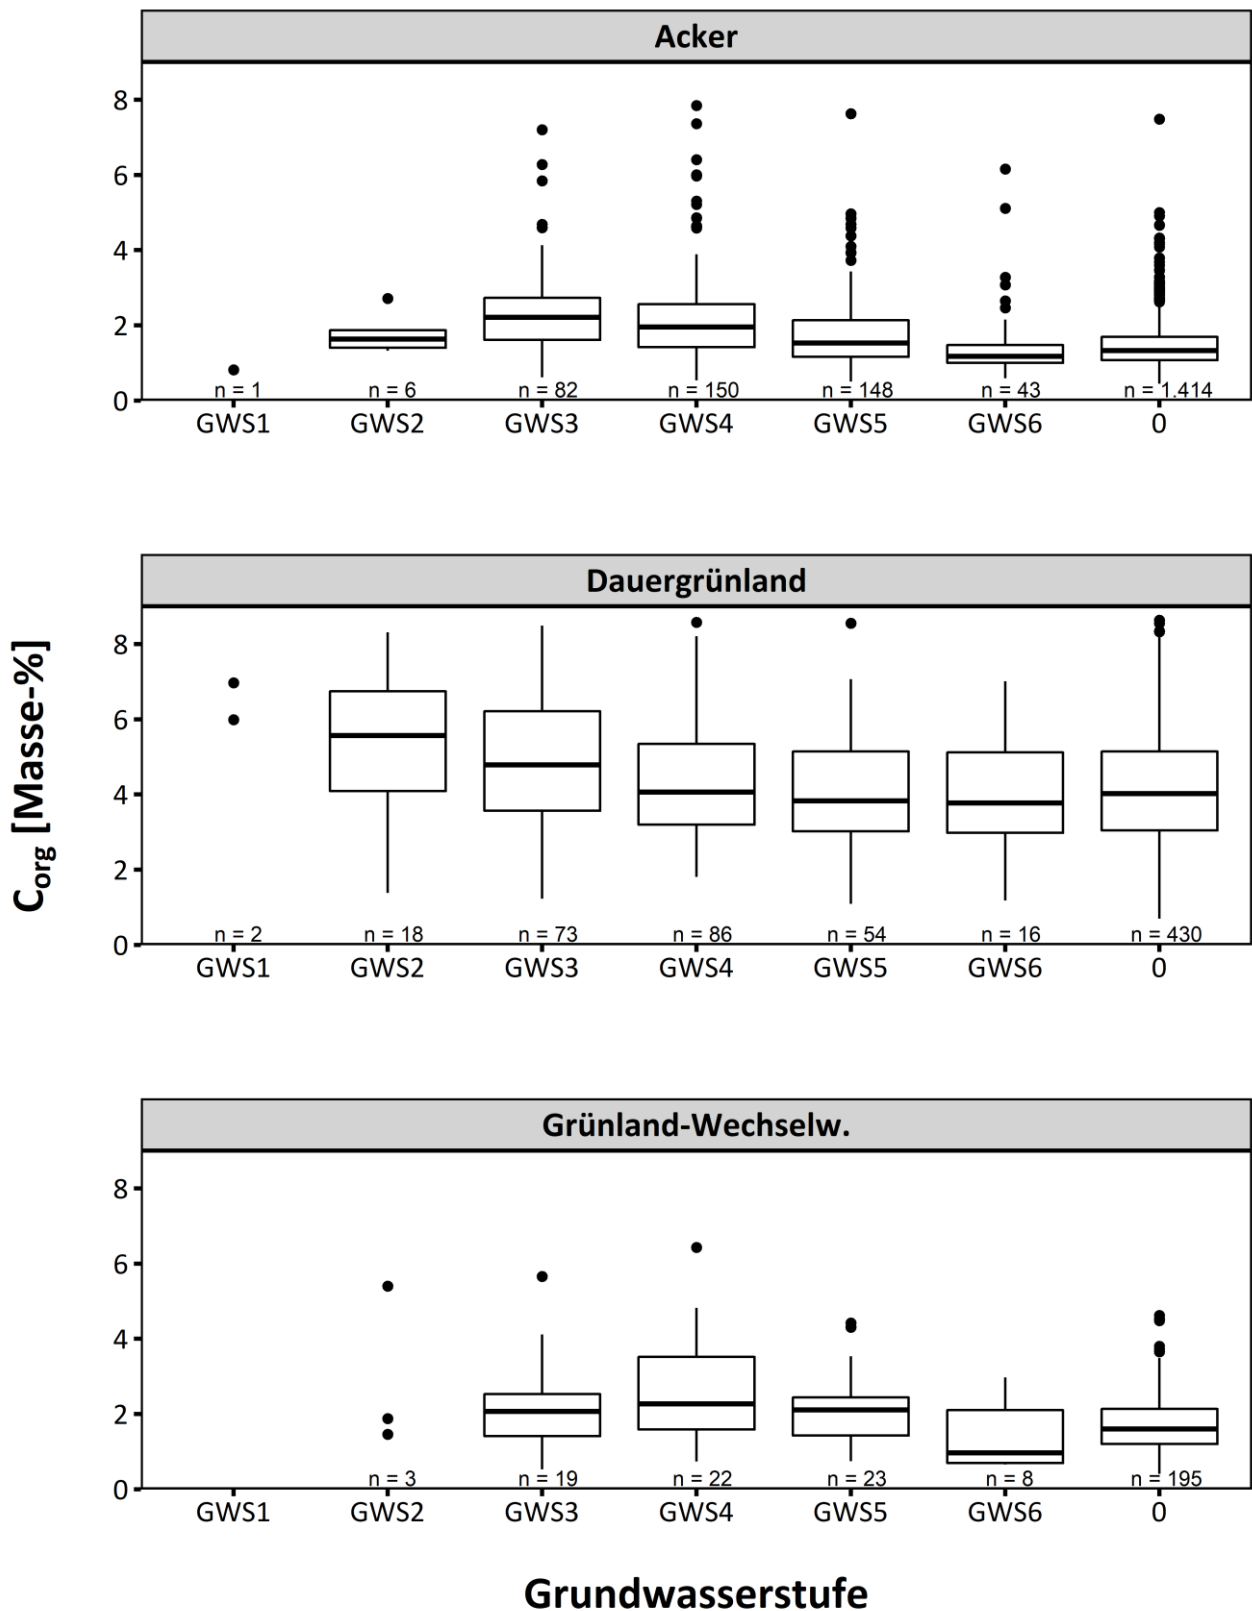 Acker
8
6
4
2
0
n = 1 n = 6 n = 82 n = 150 n = 148 n = 43 n = 1.414
GWS1 GWS2 GWS3 GWS4 GWS5 GWS6 0
Dauergrünland
8
6
4
2
0
n = 2 n = 18 n = 73 n = 86 n = 54 n = 16 n = 430
GWS1 GWS2 GWS3 GWS4 GWS5 GWS6 0
C_org [Masse-%]
Grünland-Wechselw.
8
6
4
2
0
n = 3 n = 19 n = 22 n = 23 n = 8 n = 195
GWS1 GWS2 GWS3 GWS4 GWS5 GWS6 0
Grundwasserstufe